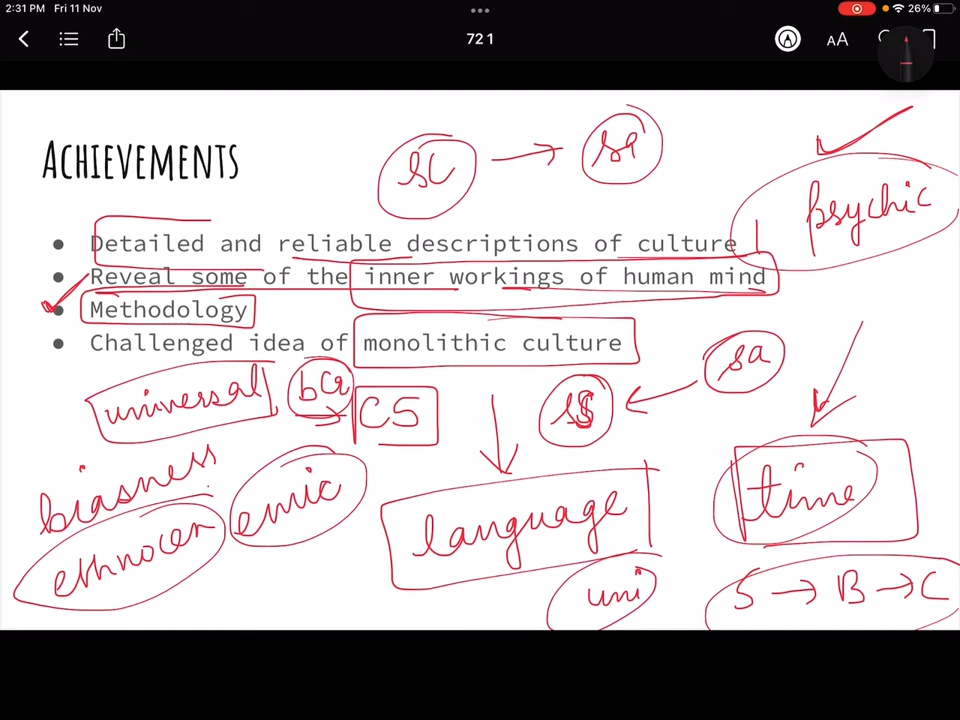 2:31 PM Fri 11 Nov 26%
721
AA
ACHIEVEMENTS
sc → sa
psychic
● Detailed and reliable descriptions of culture
● Reveal some of the inner workings of human mind
● Methodology
● Challenged idea of monolithic culture
universal
CS
sa
biasness
emic
ethnocen
language
time
uni
S → B → C